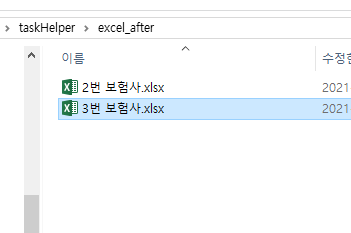 taskHelper > excel_after
이름 수정한
2번 보험사.xlsx 2021
3번 보험사.xlsx 2021